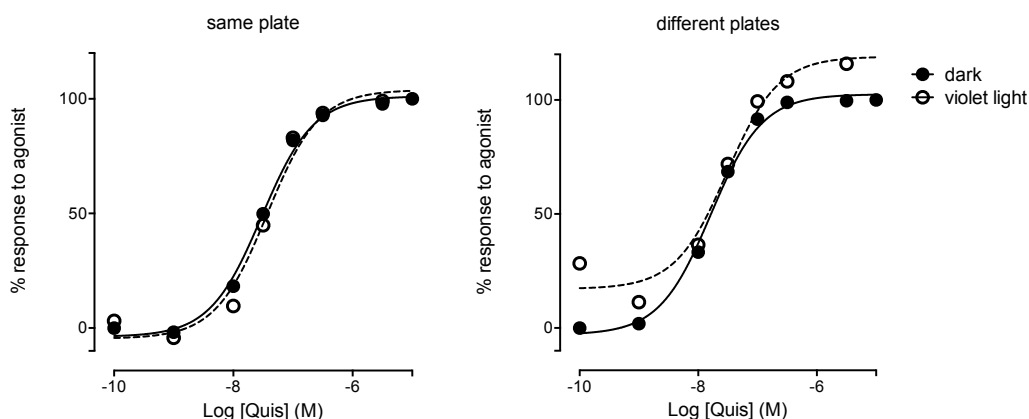 same plate
% response to agonist
100
50
0
-10
-8
-6
Log [Quis] (M)
different plates
% response to agonist
100
50
0
-10
-8
-6
Log [Quis] (M)
dark
violet light